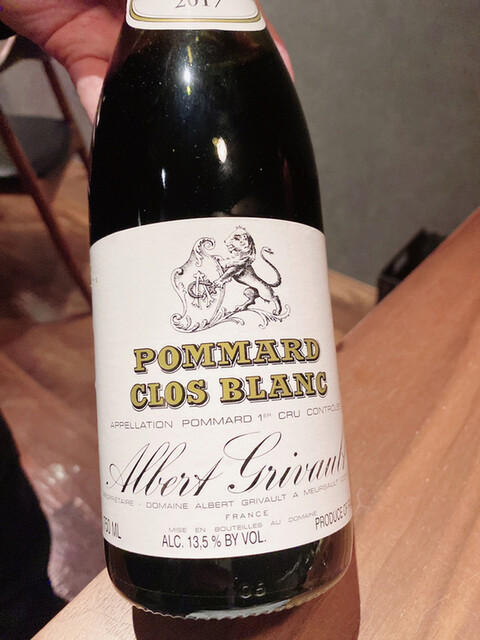 2017
POMMARD
CLOS BLANC
APPELLATION POMMARD 1ER CRU CONTRÔLÉE
Albert Grivault
PROPRIÉTAIRE - DOMAINE ALBERT GRIVAULT A MEURSAULT
FRANCE
MISE EN BOUTEILLES AU DOMAINE
750 ML
PRODUCE OF
ALC. 13,5 % BY VOL.